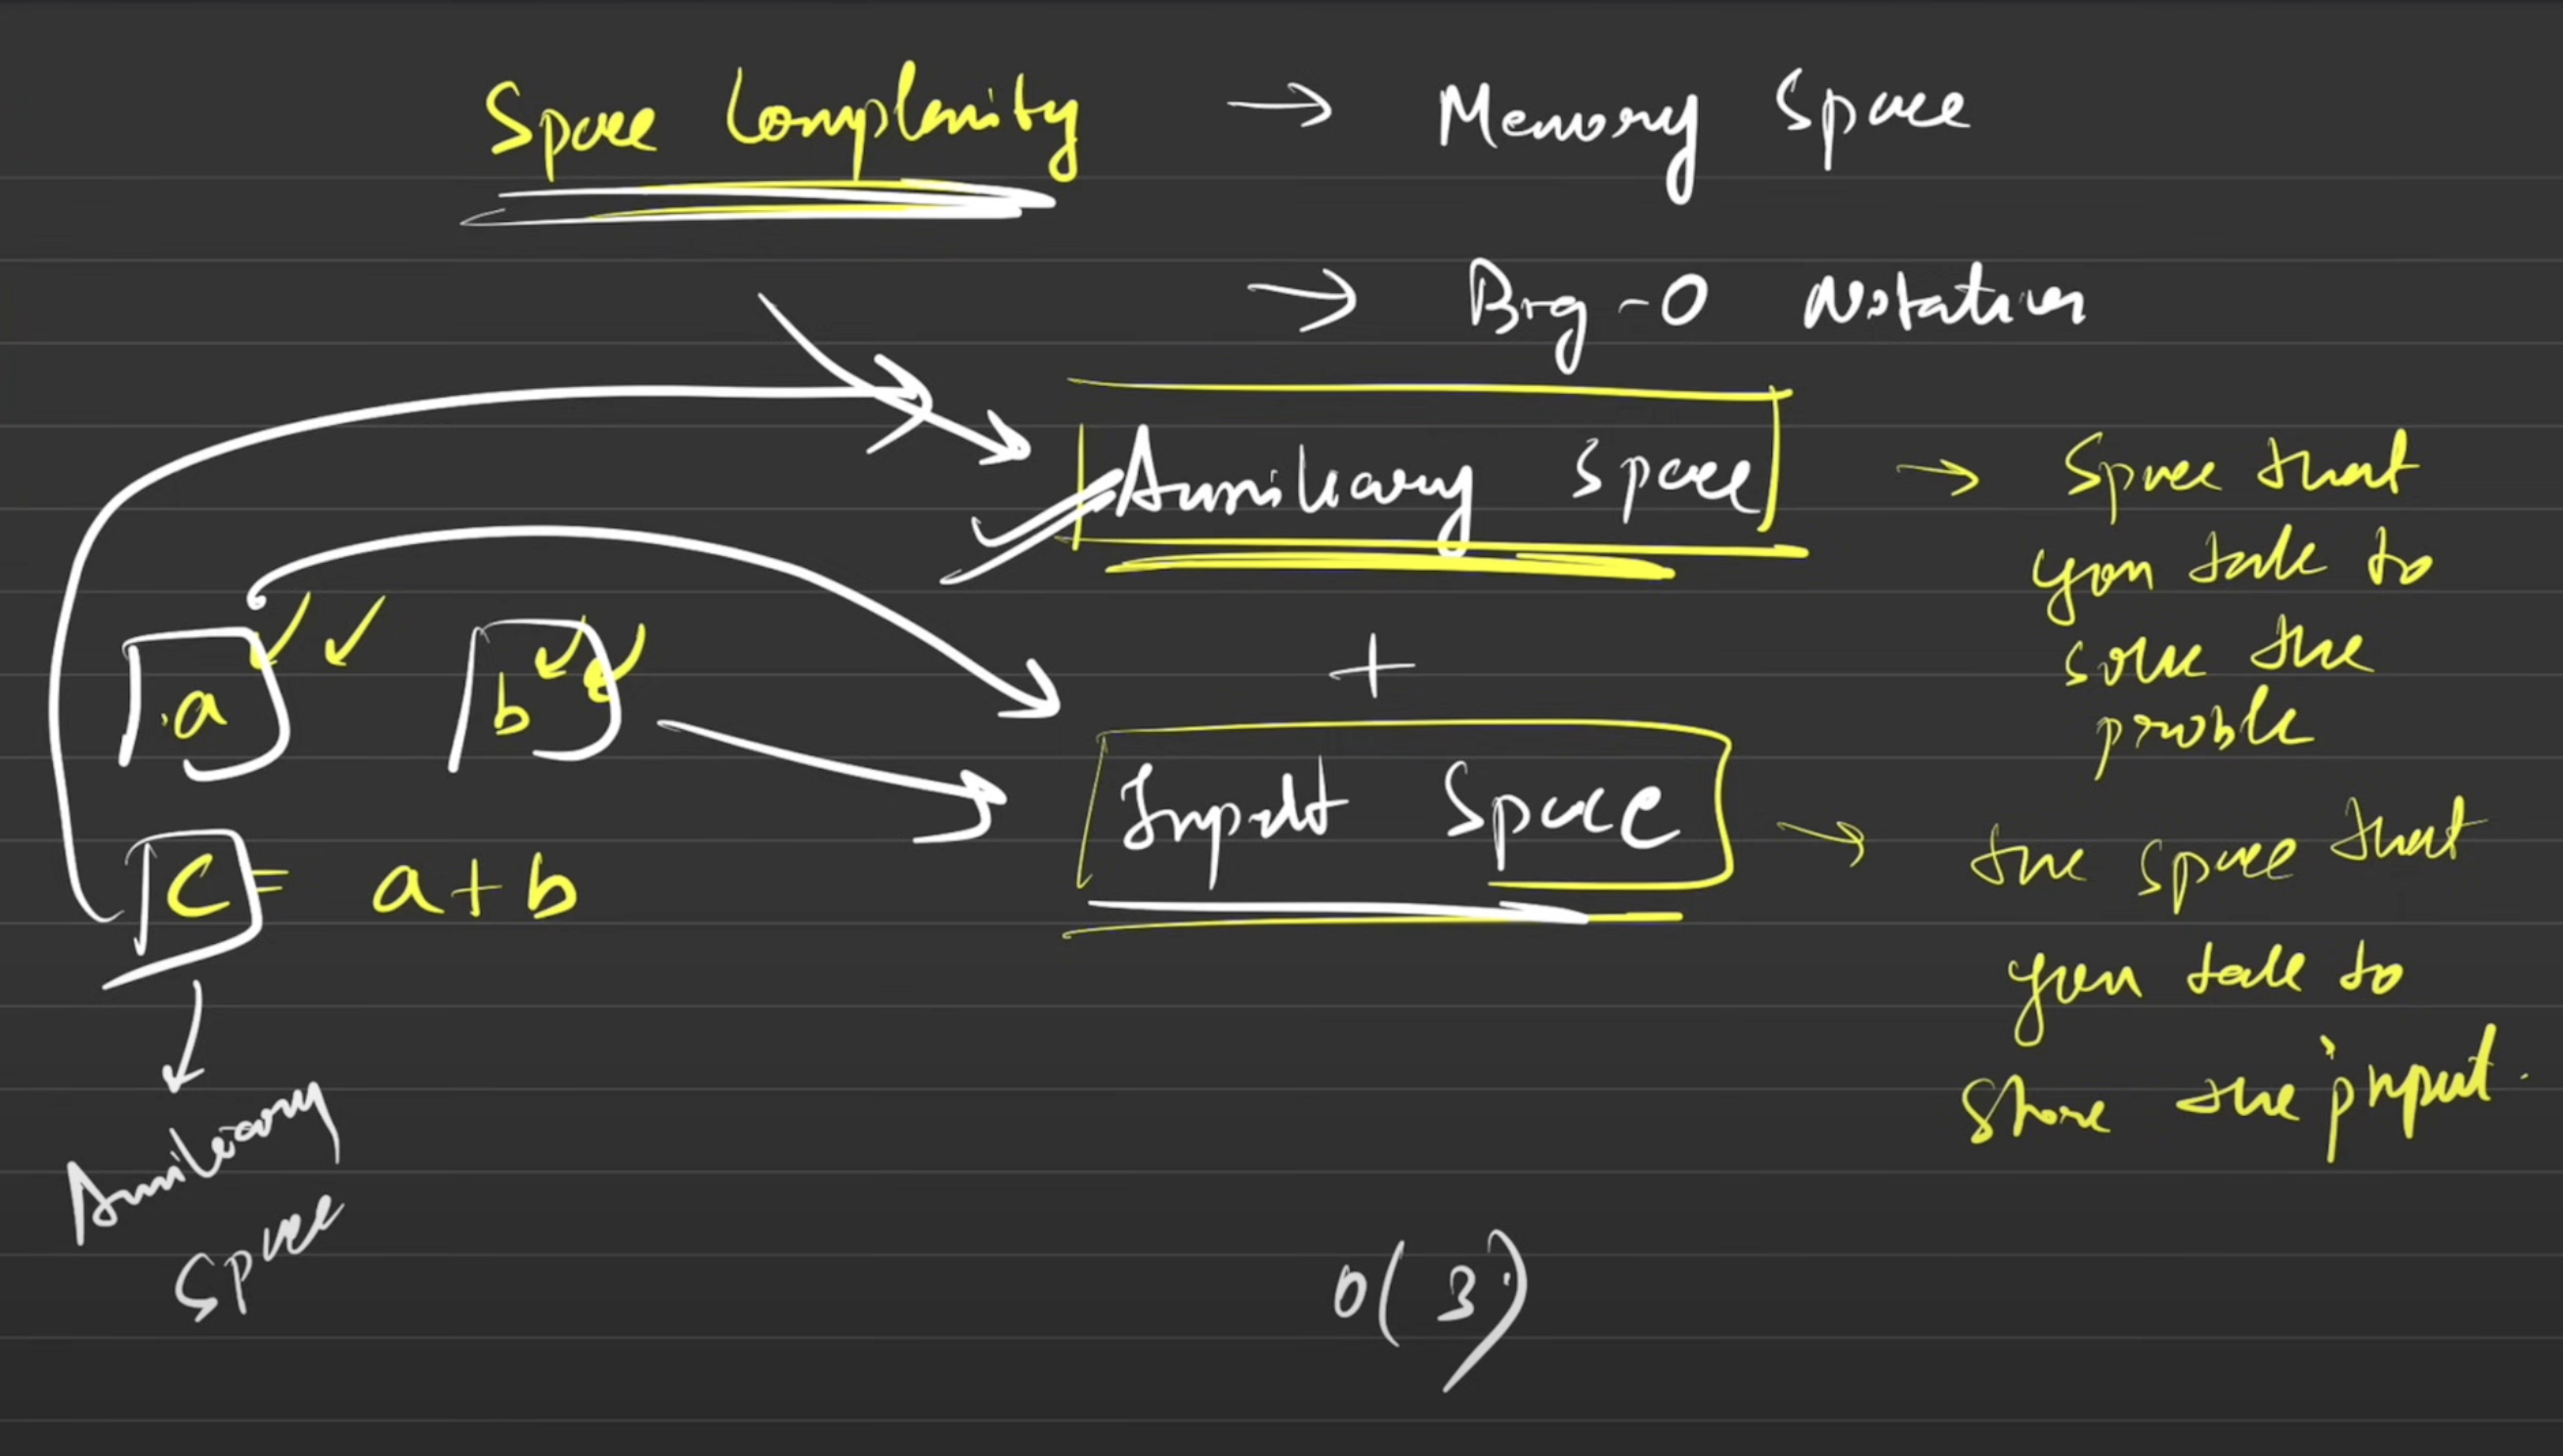 Space Complexity → Memory Space
→ Big-O Notation
Auxiliary Space → Space that
you take to
solve the
proble
+
a b
Input Space → the space that
you take to
store the input.
c = a+b
Auxiliary
Space
O(3)